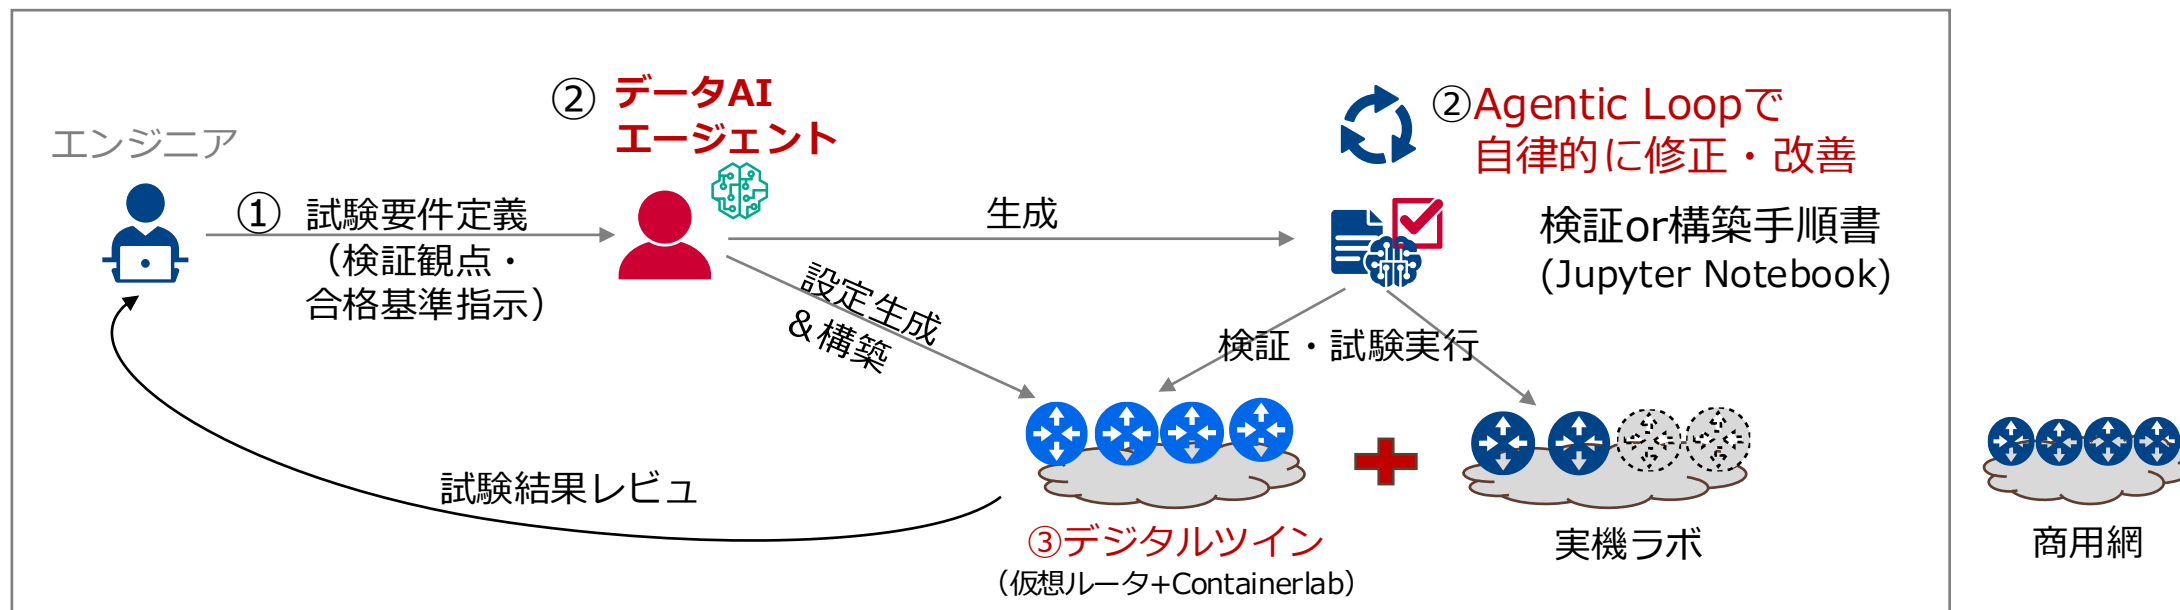 エンジニア
① 試験要件定義
（検証観点・
合格基準指示）
② データAI
エージェント
生成
設定生成
＆構築
②Agentic Loopで
自律的に修正・改善
検証or構築手順書
(Jupyter Notebook)
検証・試験実行
試験結果レビュ
③デジタルツイン
（仮想ルータ+Containerlab）
実機ラボ
商用網